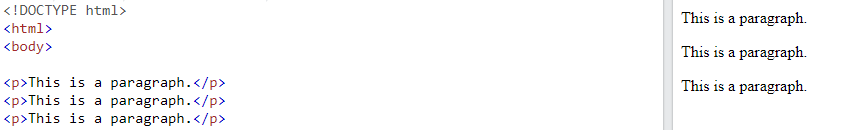 <!DOCTYPE html>
<html>
<body>

<p>This is a paragraph.</p>
<p>This is a paragraph.</p>
<p>This is a paragraph.</p>

This is a paragraph.
This is a paragraph.
This is a paragraph.